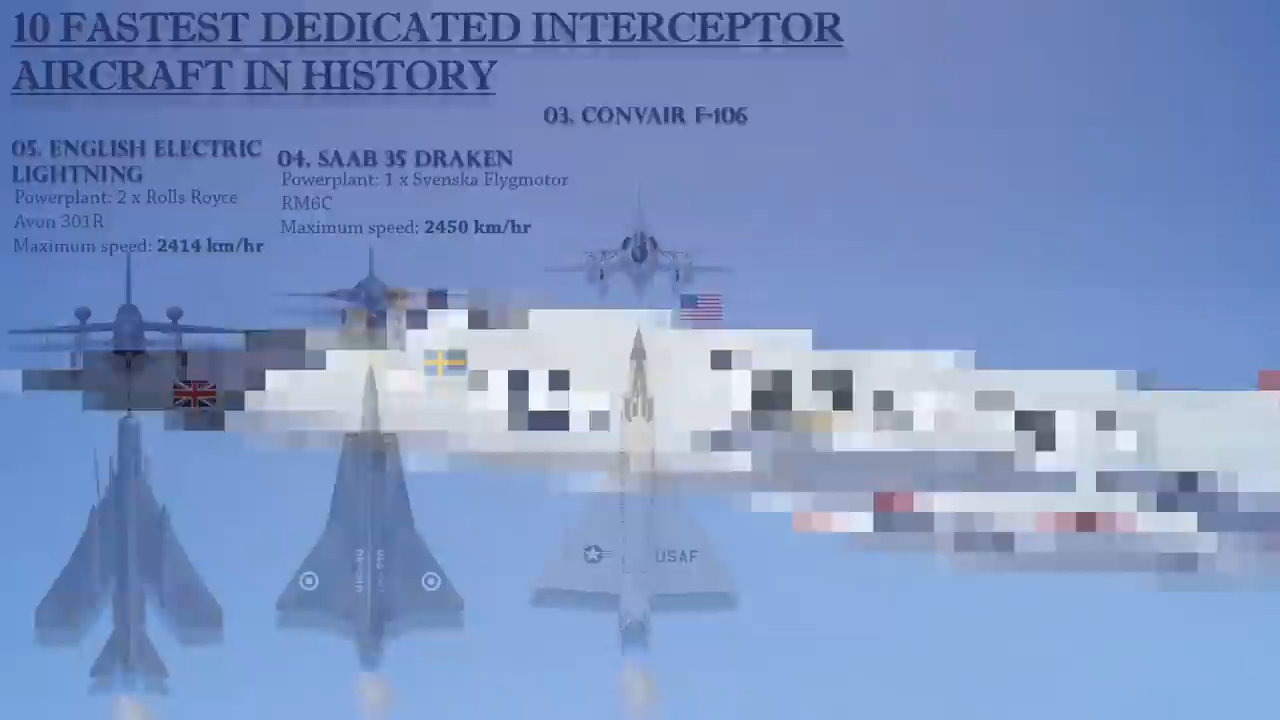 10 FASTEST DEDICATED INTERCEPTOR
AIRCRAFT IN HISTORY
05. ENGLISH ELECTRIC
LIGHTNING
Powerplant: 2 x Rolls Royce
Avon 301R
Maximum speed: 2414 km/hr
04. SAAB 35 DRAKEN
Powerplant: 1 x Svenska Flygmotor
RM6C
Maximum speed: 2450 km/hr
03. CONVAIR F-106
USAF